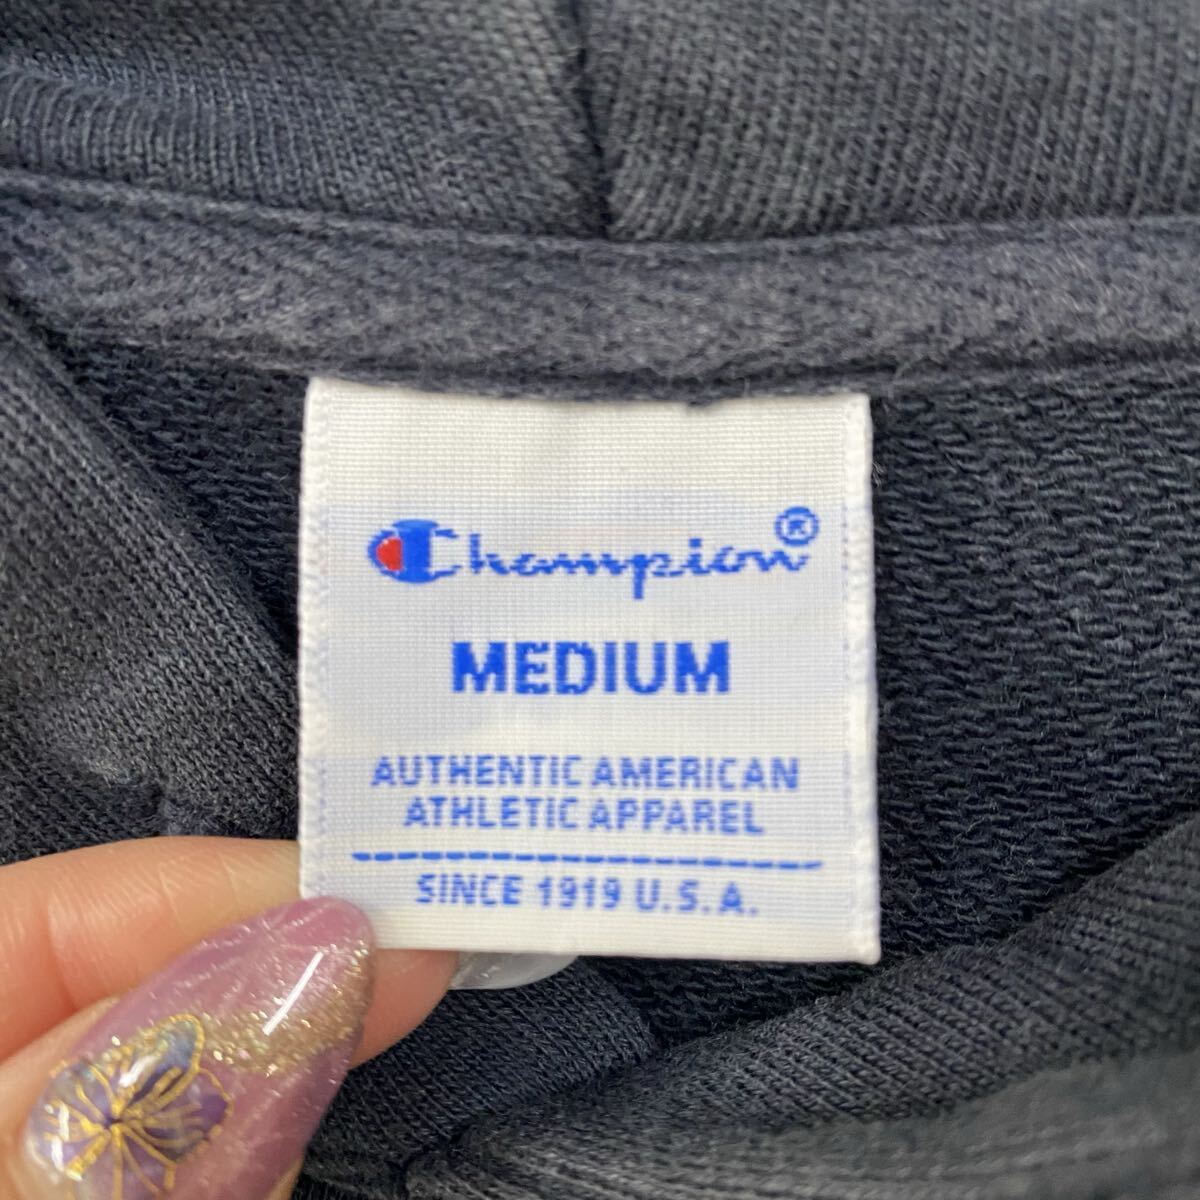 Champion®
MEDIUM
AUTHENTIC AMERICAN
ATHLETIC APPAREL
SINCE 1919 U.S.A.